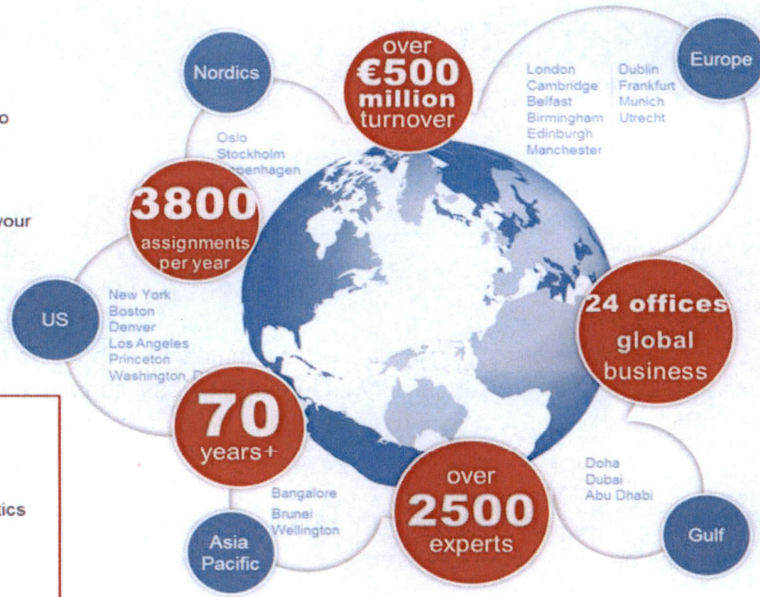 Nordics
Oslo
Stockholm
over
€500
million
turnover
London
Cambridge
Belfast
Birmingham
Edinburgh
Manchester
Dublin
Frankfurt
Munich
Utrecht
Europe
3800
assignments
per year
US
New York
Boston
Denver
Los Angeles
Princeton
Washington,
24 offices
global
business
70
years+
Bangalore
Brunei
Wellington
Asia
Pacific
over
2500
experts
Doha
Dubai
Abu Dhabi
Gulf